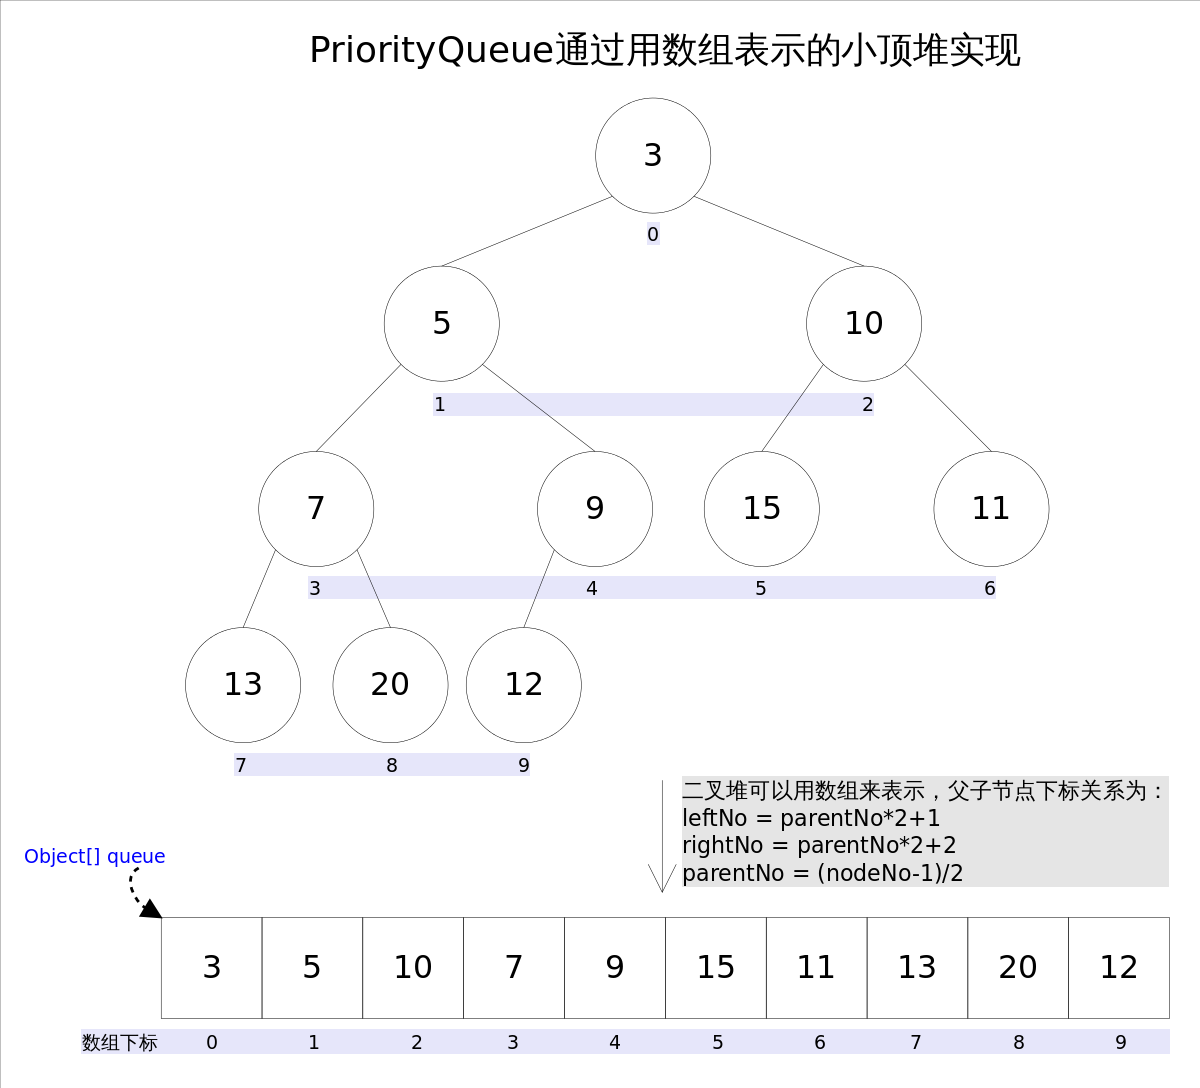 PriorityQueue通过用数组表示的小顶堆实现
3
0
5
10
1
2
7
9
15
11
3
4
5
6
13
20
12
7
8
9
二叉堆可以用数组来表示，父子节点下标关系为：
leftNo = parentNo*2+1
rightNo = parentNo*2+2
parentNo = (nodeNo-1)/2
Object[] queue
3 5 10 7 9 15 11 13 20 12
数组下标 0 1 2 3 4 5 6 7 8 9